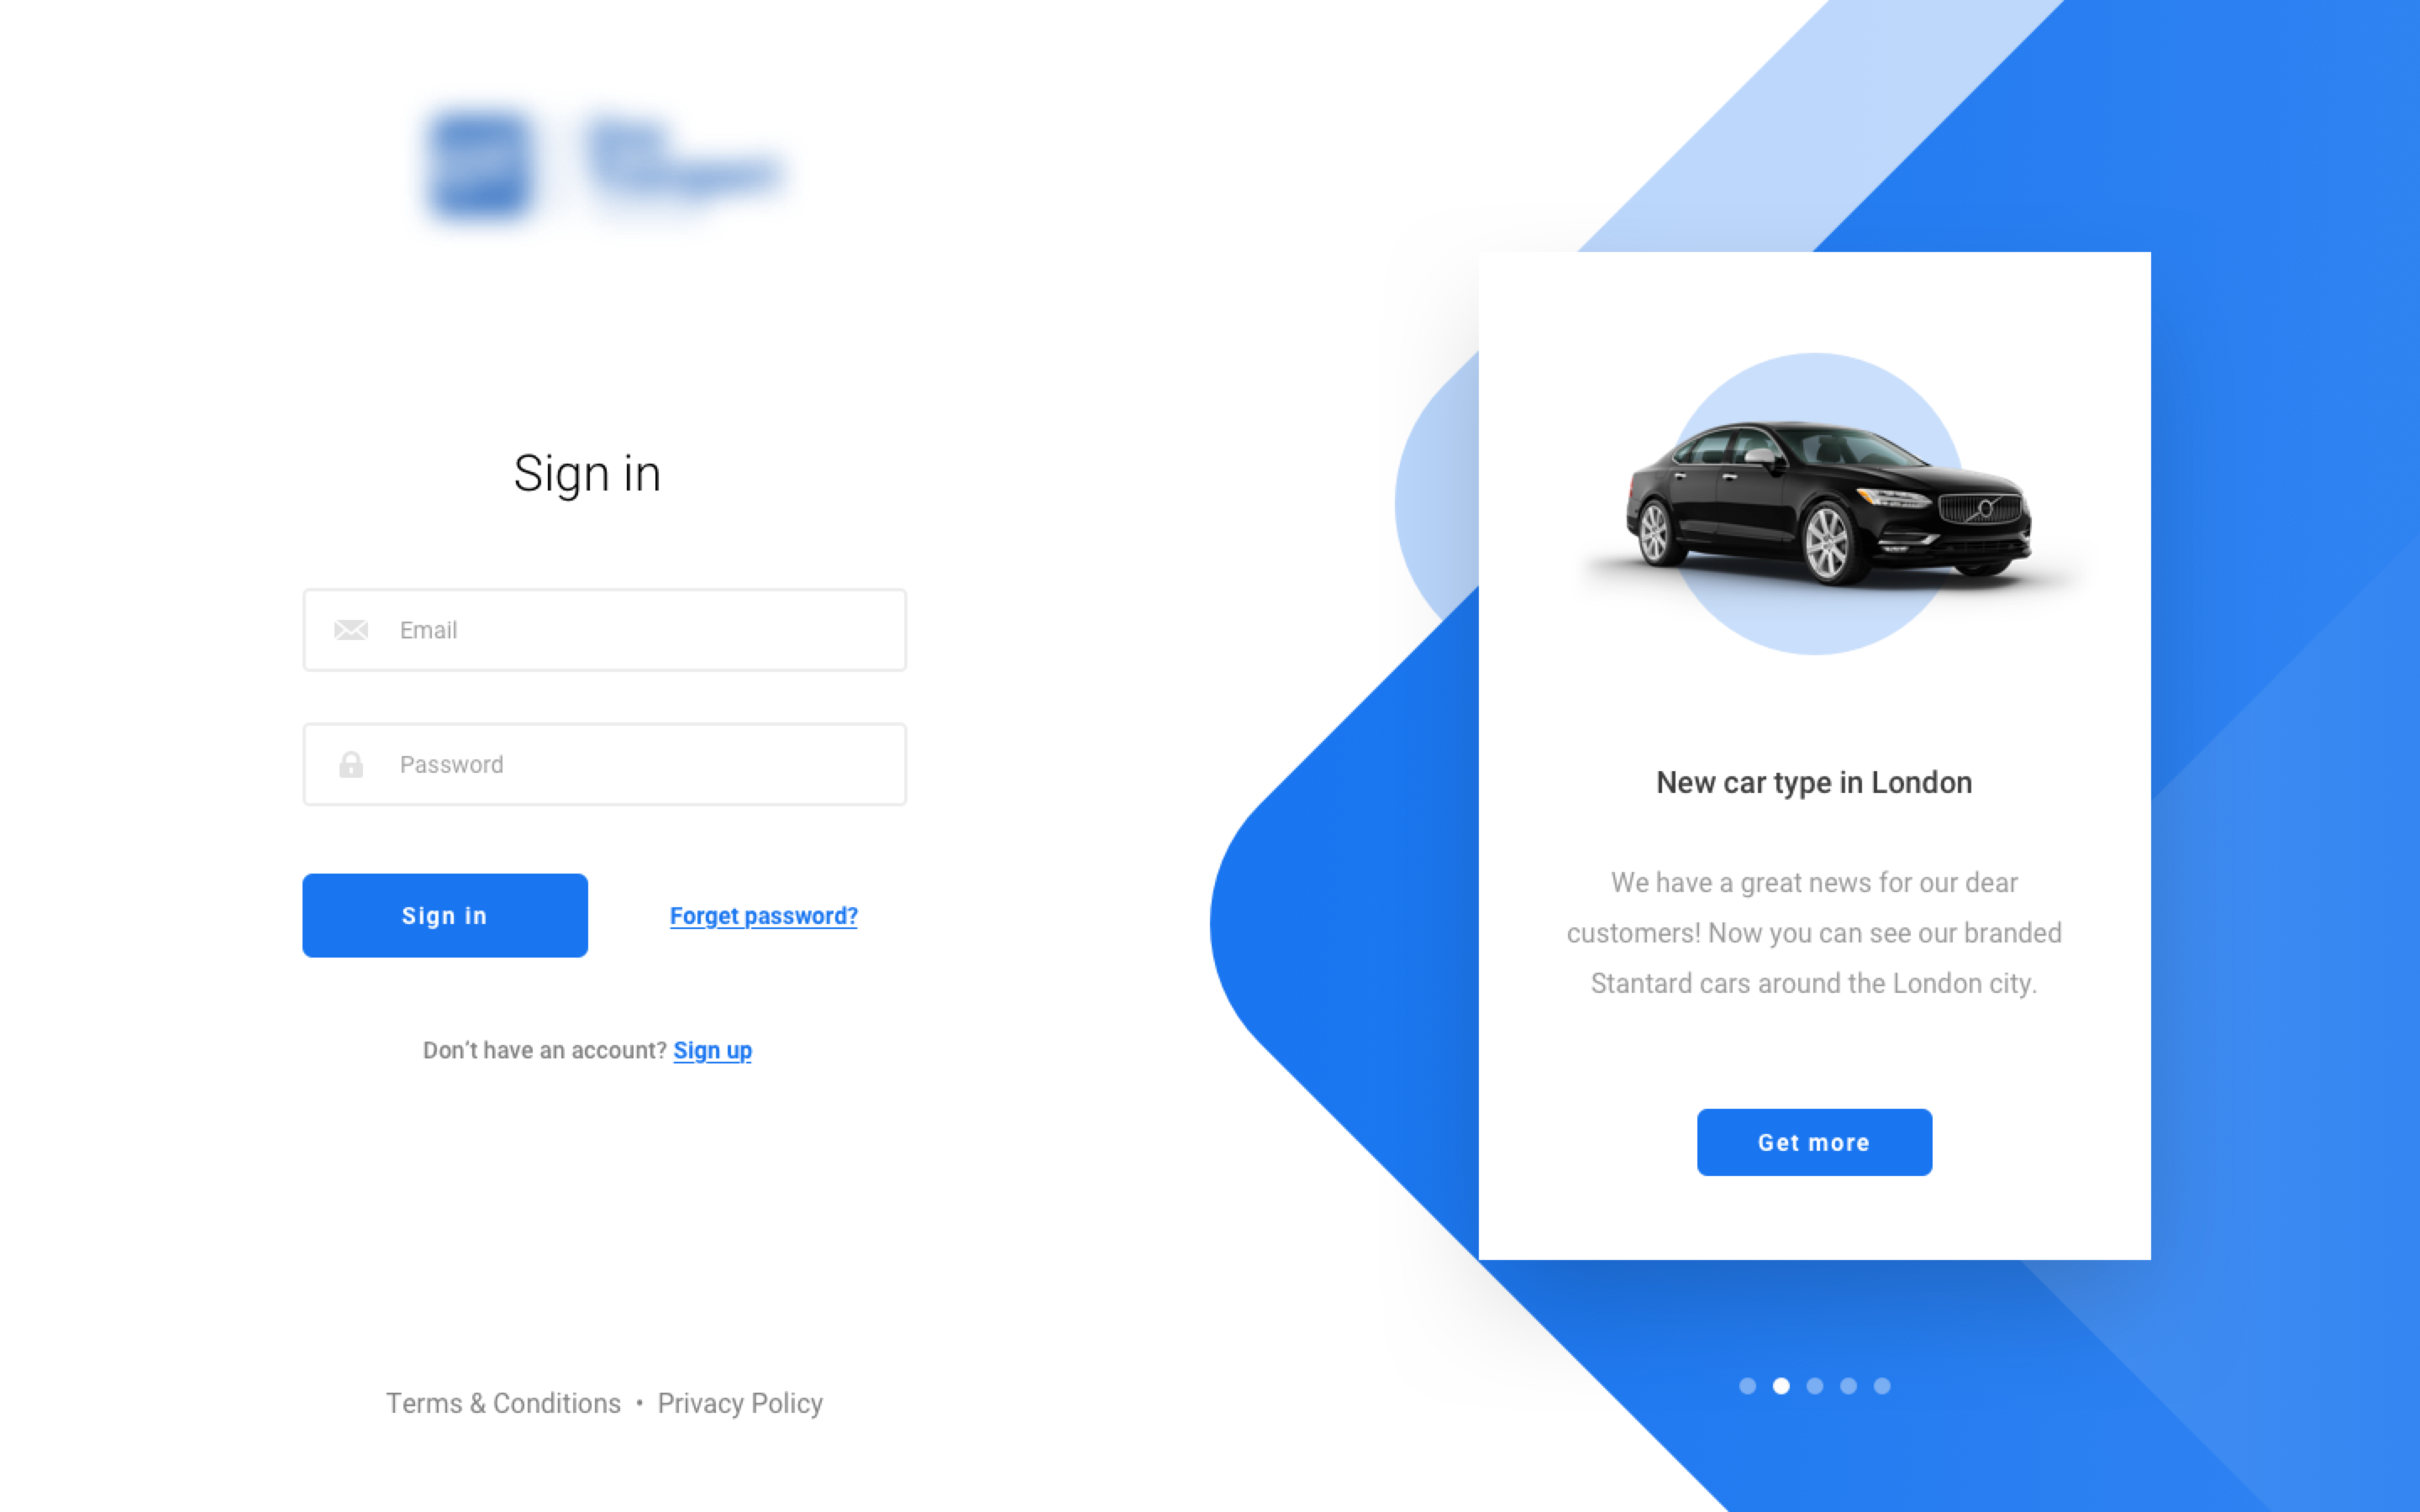 Sign in
Email
Password
Sign in
Forget password?
Don't have an account? Sign up
Terms & Conditions • Privacy Policy
New car type in London
We have a great news for our dear
customers! Now you can see our branded
Stantard cars around the London city.
Get more